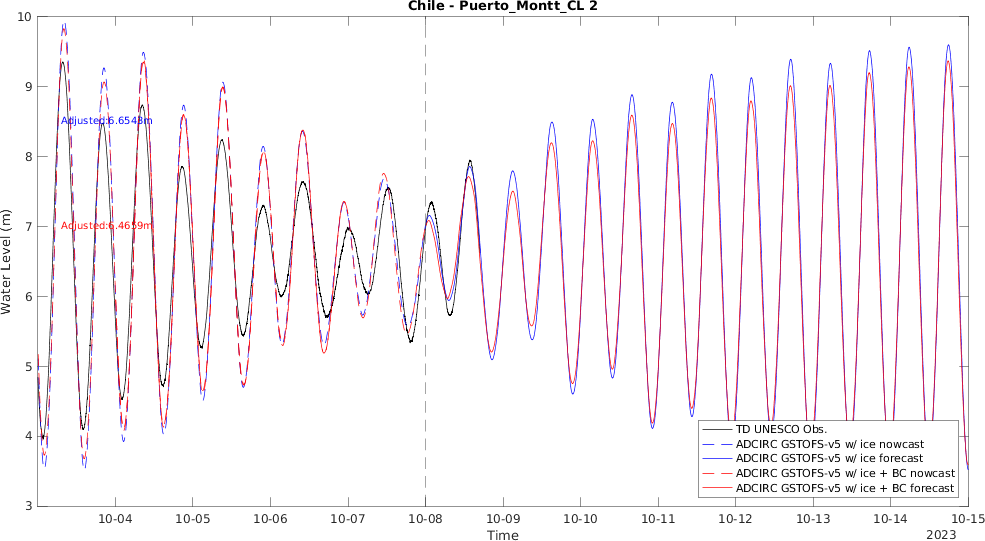 Chile - Puerto_Montt_CL 2
10
9
8
7
6
5
4
3
Water Level (m)
Adjusted:6.6543m
Adjusted:6.4659m
TD UNESCO Obs.
ADCIRC GSTOFS-v5 w/ ice nowcast
ADCIRC GSTOFS-v5 w/ ice forecast
ADCIRC GSTOFS-v5 w/ ice + BC nowcast
ADCIRC GSTOFS-v5 w/ ice + BC forecast
10-04 10-05 10-06 10-07 10-08 10-09 10-10 10-11 10-12 10-13 10-14 10-15
Time
2023